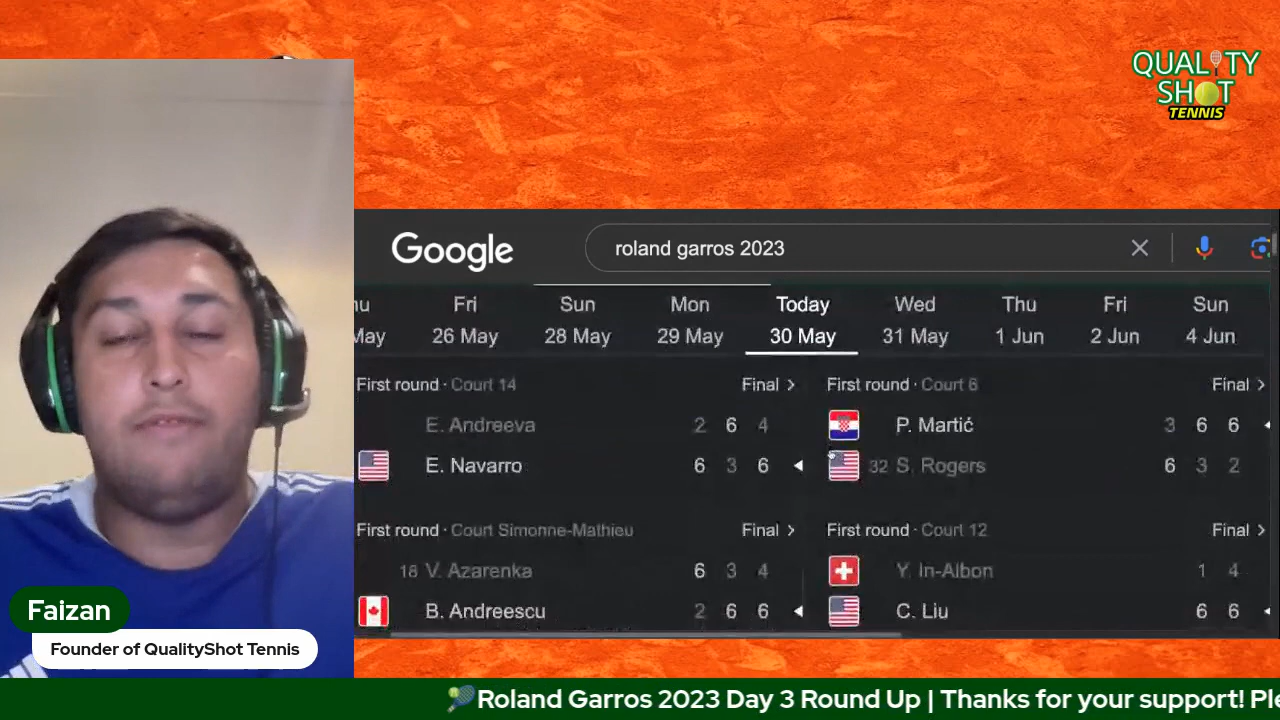 QUALITY
SHOT
TENNIS
Google
roland garros 2023
Fri
Sun
Mon
Today
Wed
Thu
Fri
Sun
May
26 May
28 May
29 May
30 May
31 May
1 Jun
2 Jun
4 Jun
First round · Court 14 Final
E. Andreeva 2 6 4
E. Navarro 6 3 6
First round · Court 6 Final
P. Martić 3 6 6
32 S. Rogers 6 3 2
First round · Court Simonne-Mathieu Final
18 V. Azarenka 6 3 4
B. Andreescu 2 6 6
First round · Court 12 Final
Y. In-Albon 1 4
C. Liu 6 6
Faizan
Founder of QualityShot Tennis
Roland Garros 2023 Day 3 Round Up | Thanks for your support! Ple